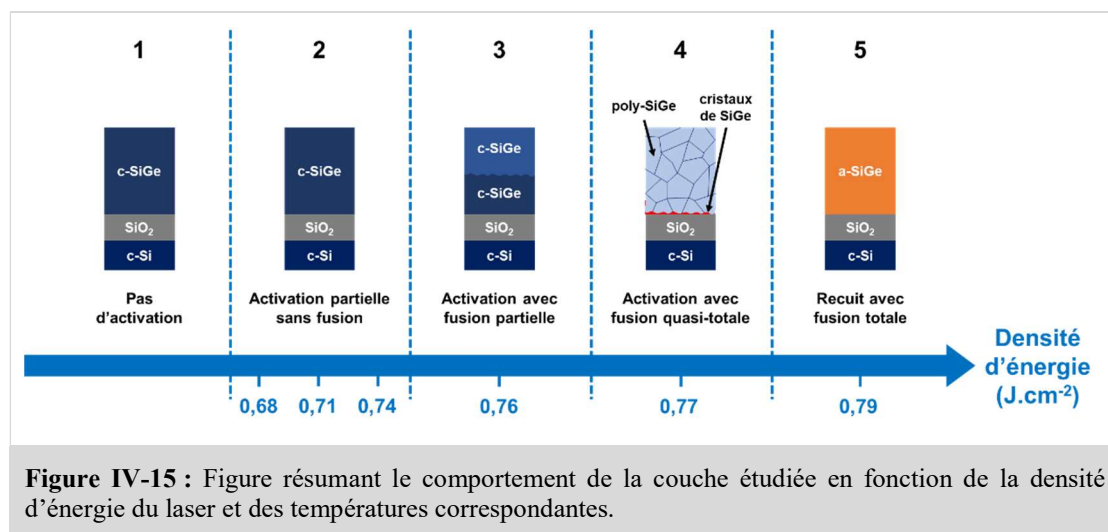 1 2 3 4 5
poly-SiGe
cristaux
de SiGe
c-SiGe c-SiGe c-SiGe a-SiGe
c-SiGe
SiO2 SiO2 SiO2 SiO2 SiO2
c-Si c-Si c-Si c-Si c-Si
Pas
d'activation
Activation partielle
sans fusion
Activation avec
fusion partielle
Activation avec
fusion quasi-totale
Recuit avec
fusion totale
Densité
d'énergie
(J.cm-2)
0,68 0,71 0,74 0,76 0,77 0,79
Figure IV-15 : Figure résumant le comportement de la couche étudiée en fonction de la densité
d'énergie du laser et des températures correspondantes.